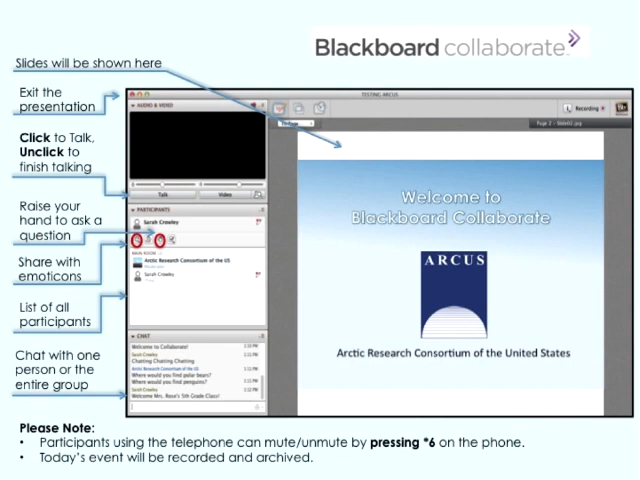 Blackboard collaborate
Slides will be shown here
Exit the
presentation
Click to Talk,
Unclick to
finish talking
Raise your
hand to ask a
question
Share with
emoticons
List of all
participants
Chat with one
person or the
entire group
TESTING ARCUS
AUDIO & VIDEO
Talk
Video
PARTICIPANTS
Sarah Crowley
MAIN ROOM
Arctic Research Consortium of the US
Moderator
Sarah Crowley
CHAT
Welcome to Collaborate!
Sarah Crowley
Chatting Chatting Chatting
Arctic Research Consortium of the US
Where would you find polar bears?
Where would you find penguins?
Sarah Crowley
Welcome Mrs. Rose's 5th Grade Class!
Recording
Welcome to
Blackboard Collaborate
ARCUS
Arctic Research Consortium of the United States
Please Note:
• Participants using the telephone can mute/unmute by pressing *6 on the phone.
• Today's event will be recorded and archived.